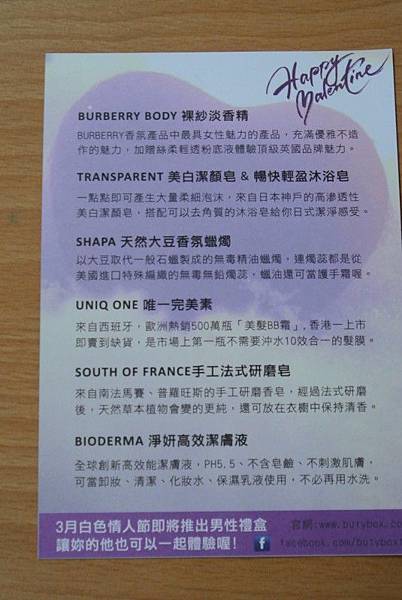 Happy
Valentine
BURBERRY BODY 裸紗淡香精
BURBERRY香氛產品中最具女性魅力的產品，充滿優雅不造
作的魅力，加贈絲柔輕透粉底液體驗頂級英國品牌魅力。
TRANSPARENT 美白潔顏皂 & 暢快輕盈沐浴皂
一點點即可產生大量柔細泡沫，來自日本神戶的高滲透性
美白潔顏皂，搭配可以去角質的沐浴皂給你日式潔淨感受。
SHAPA 天然大豆香氛蠟燭
以大豆取代一般石蠟製成的無毒精油蠟燭，連燭蕊都是從
美國進口特殊編織的無毒無鉛燭蕊，蠟油還可當護手霜喔。
UNIQ ONE 唯一完美素
來自西班牙，歐洲熱銷500萬瓶「美髮BB霜」，香港一上市
即賣到缺貨，是市場上第一瓶不需要沖水10效合一的髮膜。
SOUTH OF FRANCE手工法式研磨皂
來自南法馬賽、普羅旺斯的手工研磨香皂，經過法式研磨
後，天然草本植物會變的更純，還可放在衣櫥中保持清香。
BIODERMA 淨妍高效潔膚液
全球創新高效能潔膚液，PH5.5、不含皂鹼、不刺激肌膚，
可當卸妝、清潔、化妝水、保濕乳液使用，不必再用水洗。
3月白色情人節即將推出男性禮盒 官網:www.butybox.com
讓妳的他也可以一起體驗喔！ f facebook.com/butybox